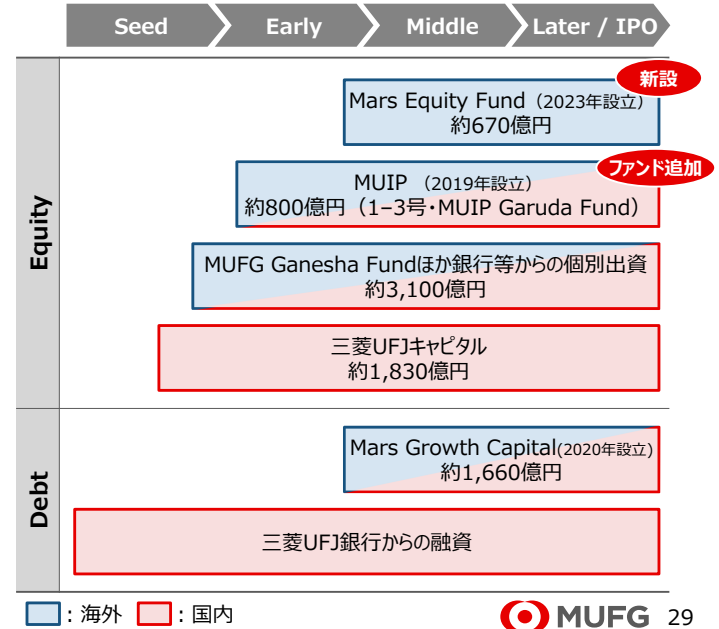 Seed
Early
Middle
Later / IPO
新設
Mars Equity Fund（2023年設立）
約670億円
ファンド追加
MUIP （2019年設立）
約800億円（1–3号・MUIP Garuda Fund）
Equity
MUFG Ganesha Fundほか銀行等からの個別出資
約3,100億円
三菱UFJキャピタル
約1,830億円
Debt
Mars Growth Capital(2020年設立)
約1,660億円
三菱UFJ銀行からの融資
：海外
：国内
MUFG
29